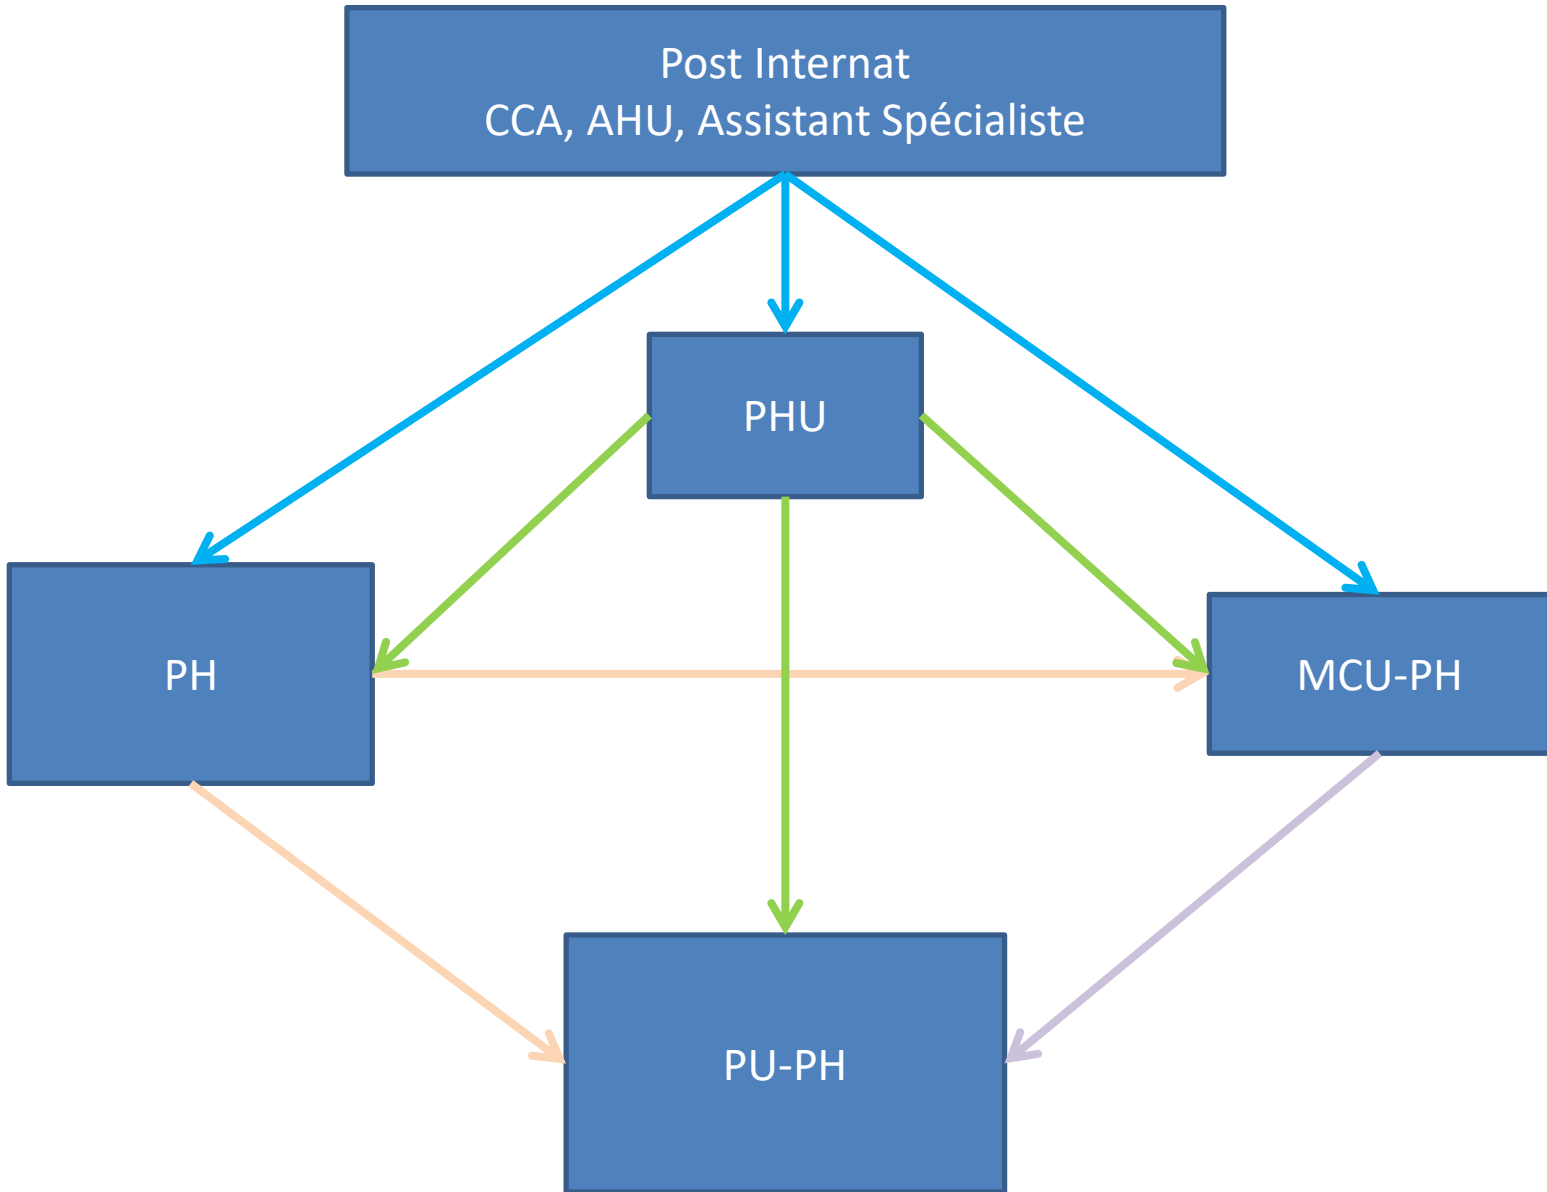 Post Internat
CCA, AHU, Assistant Spécialiste
PHU
PH
MCU-PH
PU-PH